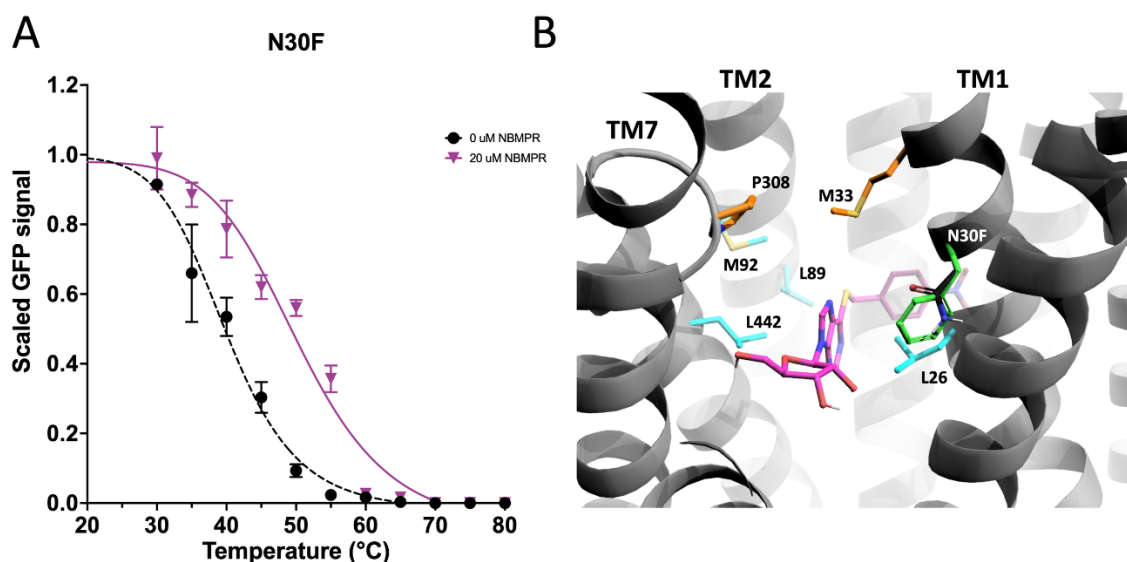 A
B
N30F
Scaled GFP signal
1.2
1.0
0.8
0.6
0.4
0.2
0.0
20 30 40 50 60 70 80
Temperature (°C)
0 uM NBMPR
20 uM NBMPR
TM2
TM1
TM7
P308
M33
M92
N30F
L89
L442
L26